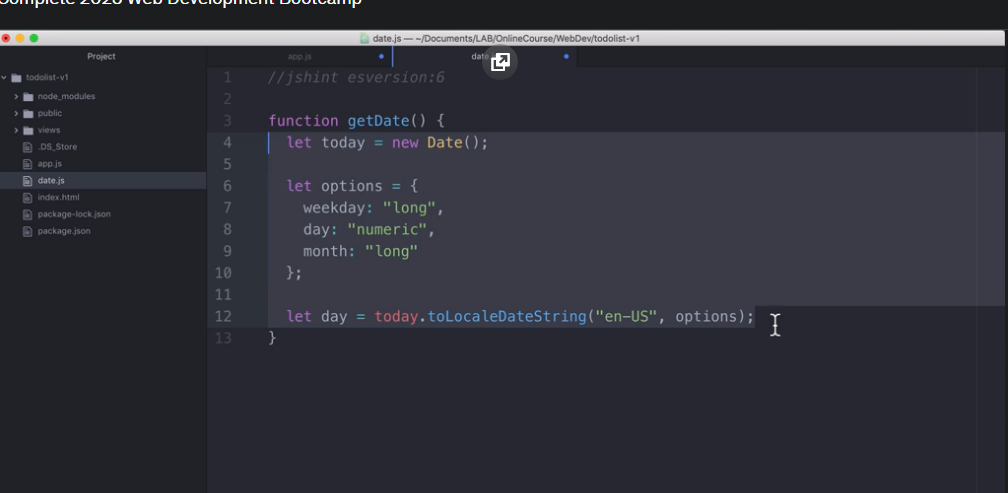 Complete 2023 Web Development Bootcamp
date.js — ~/Documents/LAB/OnlineCourse/WebDev/todolist-v1
Project
app.js
date
todolist-v1
node_modules
public
views
.DS_Store
app.js
date.js
index.html
package-lock.json
package.json
1 //jshint esversion:6
2
3 function getDate() {
4 let today = new Date();
5
6 let options = {
7 weekday: "long",
8 day: "numeric",
9 month: "long"
10 };
11
12 let day = today.toLocaleDateString("en-US", options);
13 }